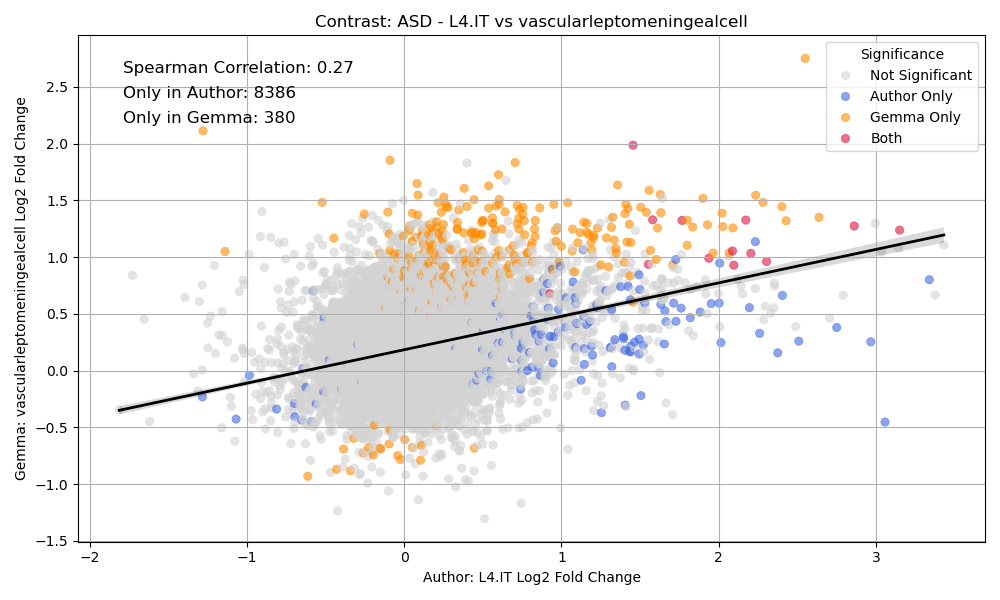 Contrast: ASD - L4.IT vs vascularleptomeningealcell
Spearman Correlation: 0.27
Only in Author: 8386
Only in Gemma: 380
Significance
Not Significant
Author Only
Gemma Only
Both
Gemma: vascularleptomeningealcell Log2 Fold Change
2.5
2.0
1.5
1.0
0.5
0.0
−0.5
−1.0
−1.5
−2 −1 0 1 2 3
Author: L4.IT Log2 Fold Change